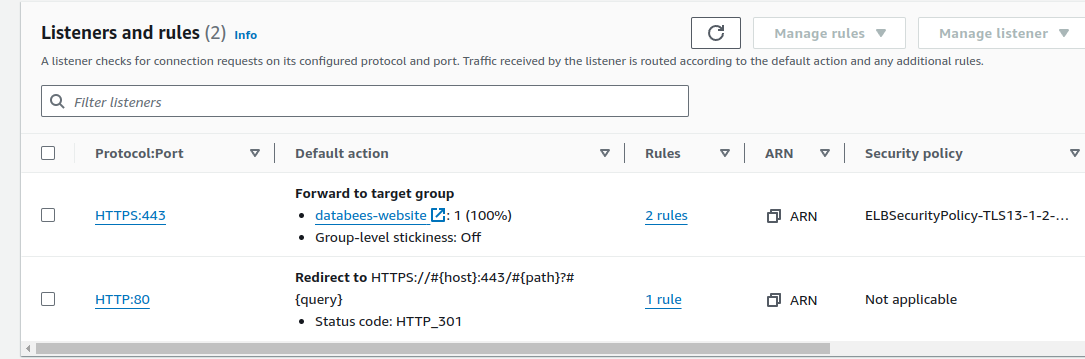 Listeners and rules (2) Info
Manage rules
Manage listener
A listener checks for connection requests on its configured protocol and port. Traffic received by the listener is routed according to the default action and any additional rules.
Filter listeners
Protocol:Port Default action Rules ARN Security policy
Forward to target group
HTTPS:443 • databees-website : 1 (100%) 2 rules ARN ELBSecurityPolicy-TLS13-1-2-...
• Group-level stickiness: Off
Redirect to HTTPS://#{host}:443/#{path}?#
HTTP:80 {query} 1 rule ARN Not applicable
• Status code: HTTP_301